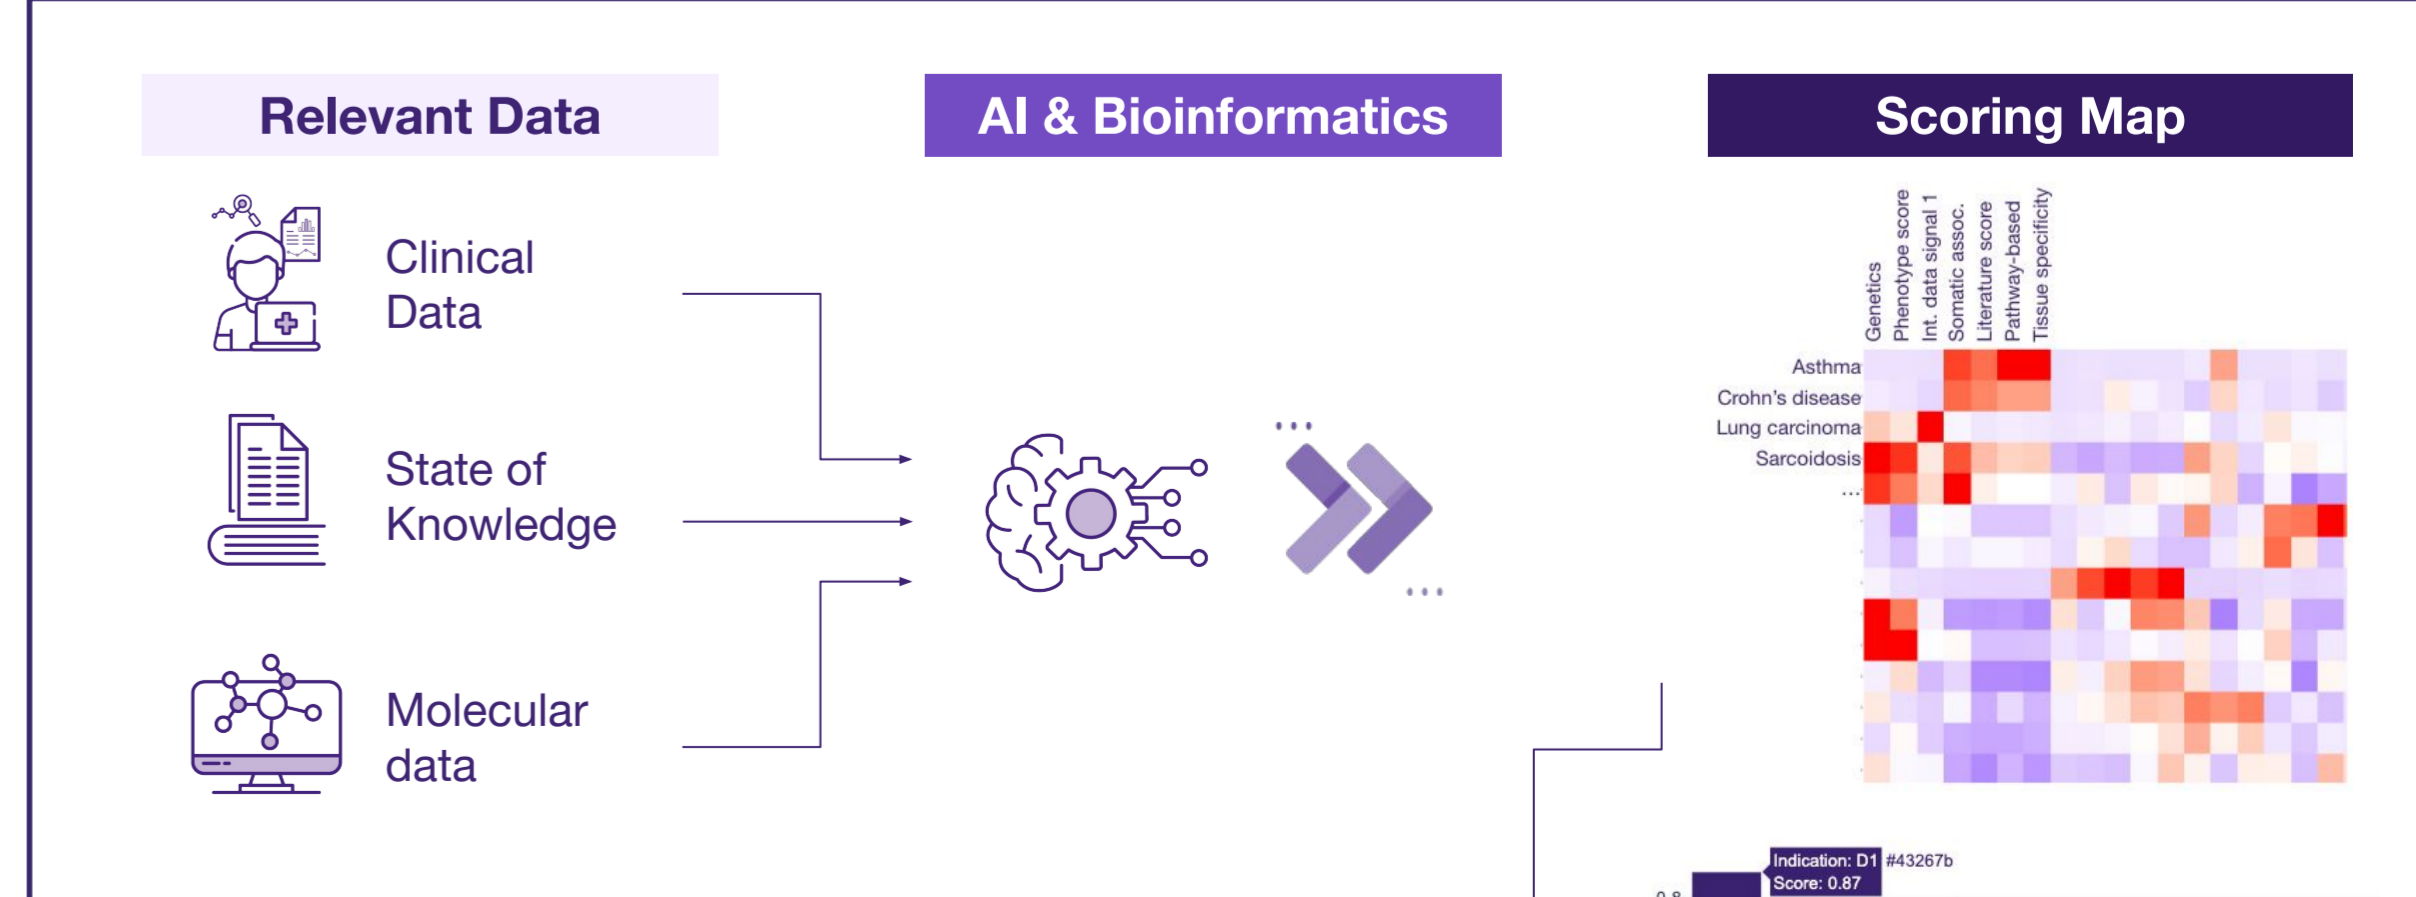 Relevant Data
AI & Bioinformatics
Scoring Map
Clinical
Data
State of
Knowledge
Molecular
data
Genetics
Phenotype score
Int. data signal 1
Somatic assoc.
Literature score
Pathway-based
Tissue specificity
Asthma
Crohn's disease
Lung carcinoma
Sarcoidosis
...
Indication: D1 #43267b
Score: 0.87